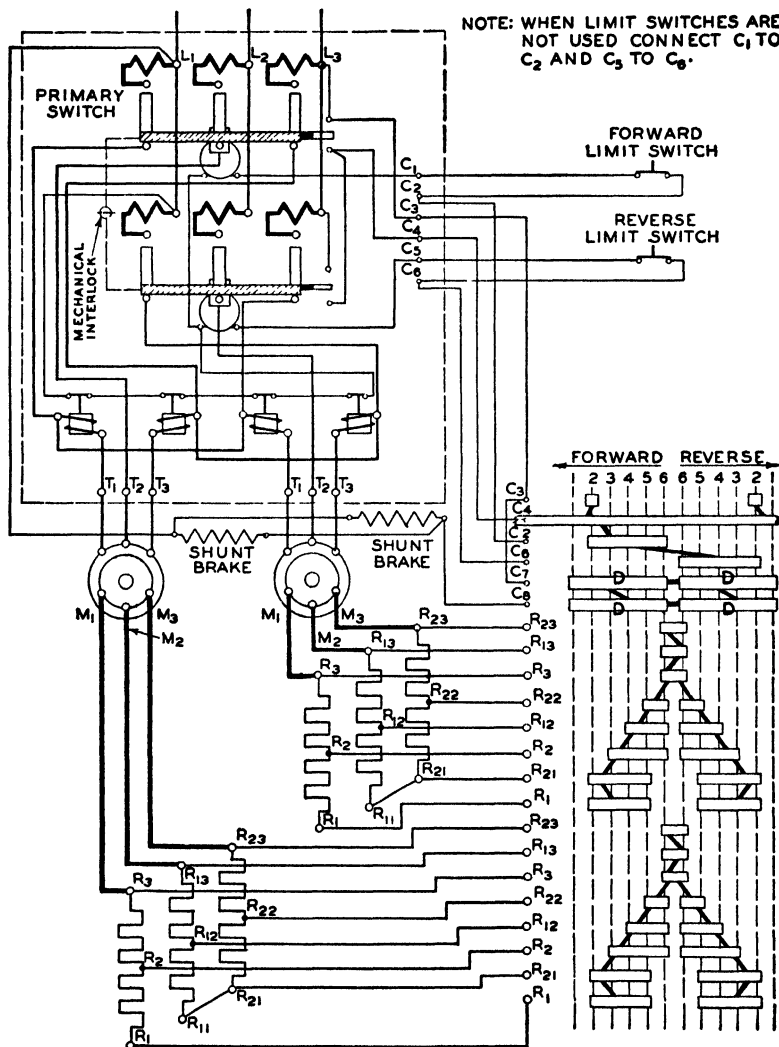 NOTE: WHEN LIMIT SWITCHES ARE
NOT USED CONNECT C1 TO
C2 AND C5 TO C6.
L1 L2 L3
PRIMARY
SWITCH
MECHANICAL
INTERLOCK
FORWARD
LIMIT SWITCH
REVERSE
LIMIT SWITCH
C1
C2
C3
C4
C5
C6
T1 T2 T3
T1 T2 T3
SHUNT
BRAKE
SHUNT
BRAKE
M1
M2
M3
M1
M2
M3
FORWARD REVERSE
1 2 3 4 5 6 6 5 4 3 2 1
C3
C4
C2
C6
C7
C8
D D
D D
R23
R13
R3
R22
R12
R2
R21
R1
R11
R23
R13
R3
R22
R12
R2
R21
R1
R23
R13
R3
R22
R12
R2
R21
R11
R1
R23
R13
R3
R22
R12
R2
R21
R1